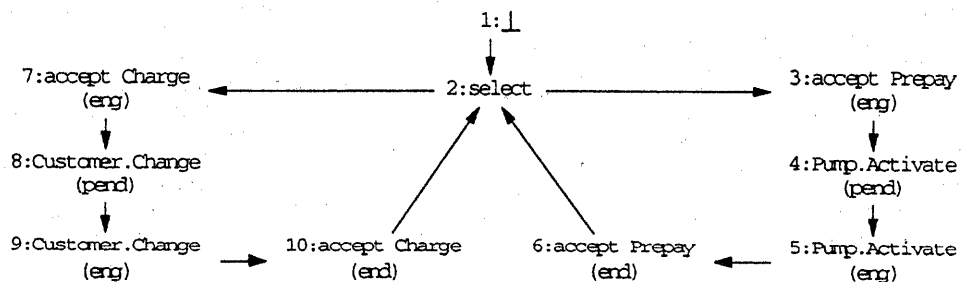 1:⊥
7:accept Charge
(eng)
2:select
3:accept Prepay
(eng)
8:Customer.Change
(pend)
4:Pump.Activate
(pend)
9:Customer.Change
(eng)
10:accept Charge
(end)
6:accept Prepay
(end)
5:Pump.Activate
(eng)